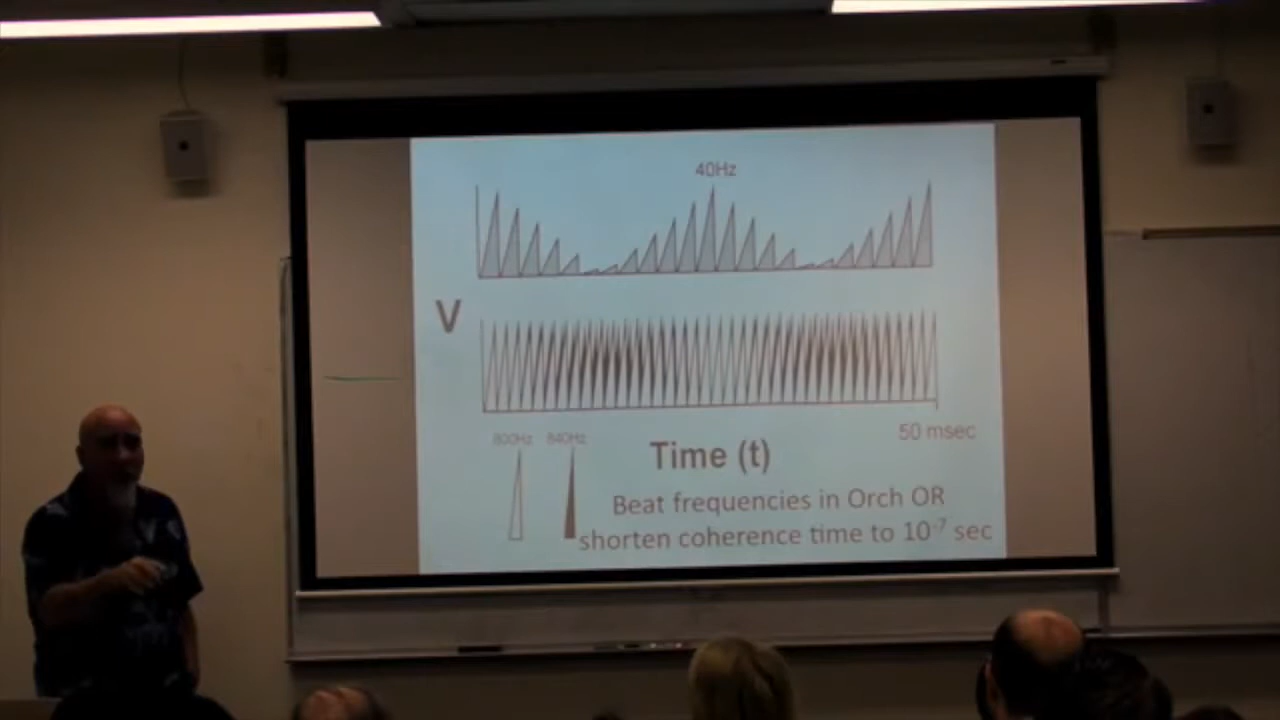 40Hz
V
800Hz 840Hz
50 msec
Time (t)
Beat frequencies in Orch OR
shorten coherence time to 10⁻⁷ sec